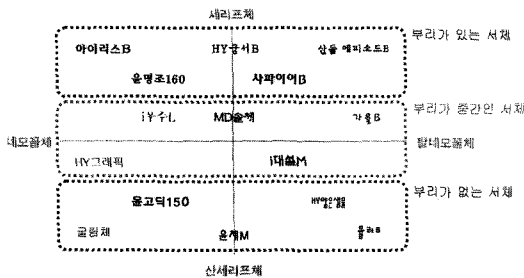 세리프체
부리가 있는 서체
아이리스B HY궁서B 산돌 에피소드B
윤명조160 사파이어B
부리가 중간인 서체
MD솔체 가을B
네모꼴체 탈네모꼴체
HY그래픽
부리가 없는 서체
윤고딕150
굴림체 윤체M
산세리프체